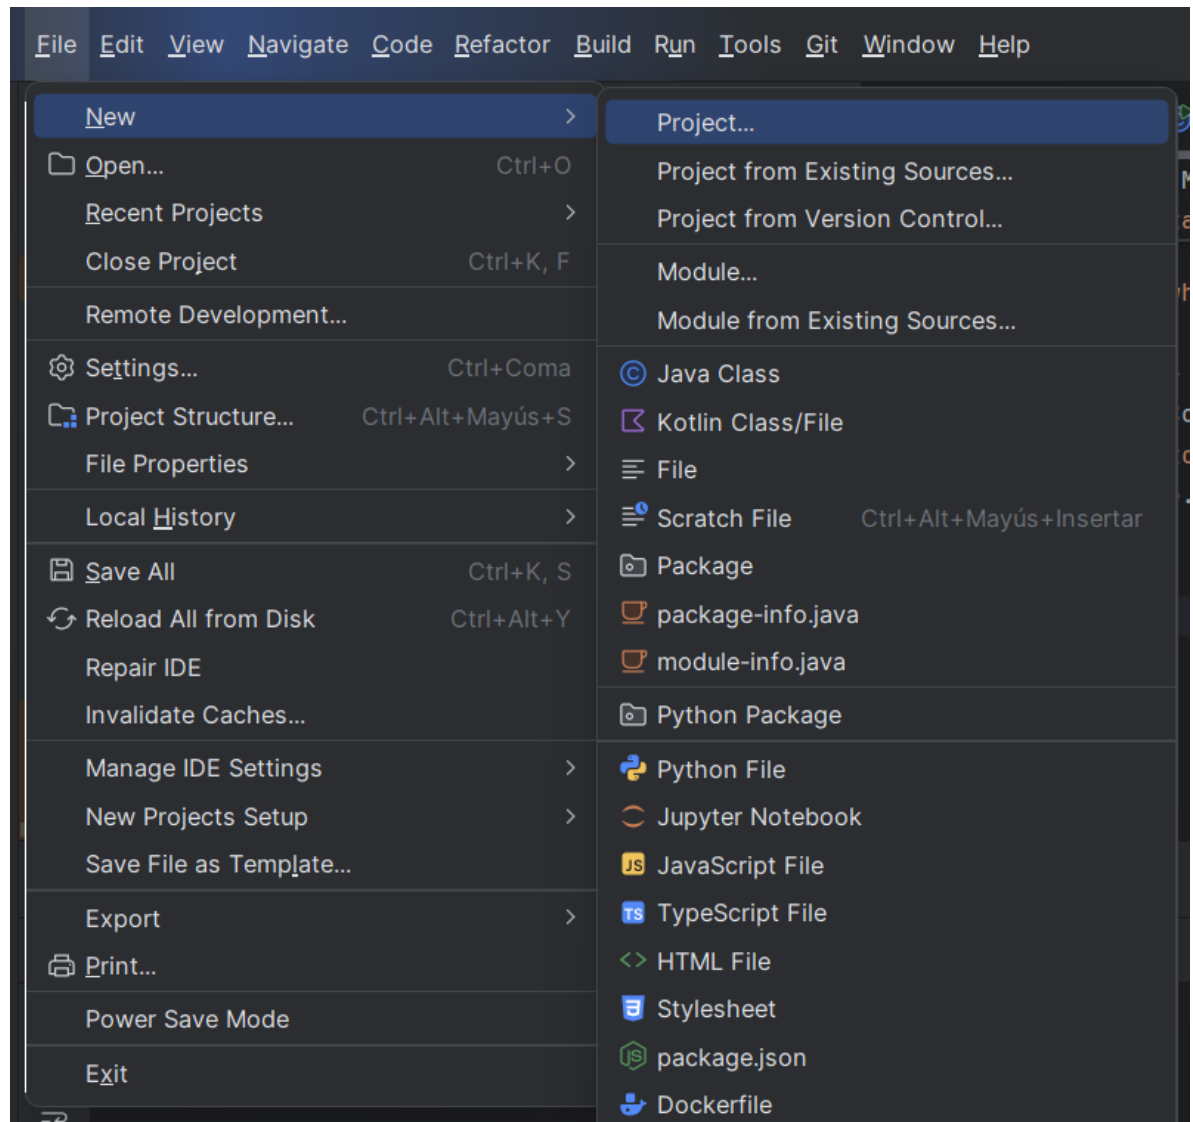 File Edit View Navigate Code Refactor Build Run Tools Git Window Help
New
Open... Ctrl+O
Recent Projects
Close Project Ctrl+K, F
Remote Development...
Settings... Ctrl+Coma
Project Structure... Ctrl+Alt+Mayús+S
File Properties
Local History
Save All Ctrl+K, S
Reload All from Disk Ctrl+Alt+Y
Repair IDE
Invalidate Caches...
Manage IDE Settings
New Projects Setup
Save File as Template...
Export
Print...
Power Save Mode
Exit
Project...
Project from Existing Sources...
Project from Version Control...
Module...
Module from Existing Sources...
Java Class
Kotlin Class/File
File
Scratch File Ctrl+Alt+Mayús+Insertar
Package
package-info.java
module-info.java
Python Package
Python File
Jupyter Notebook
JS JavaScript File
TS TypeScript File
HTML File
Stylesheet
package.json
Dockerfile